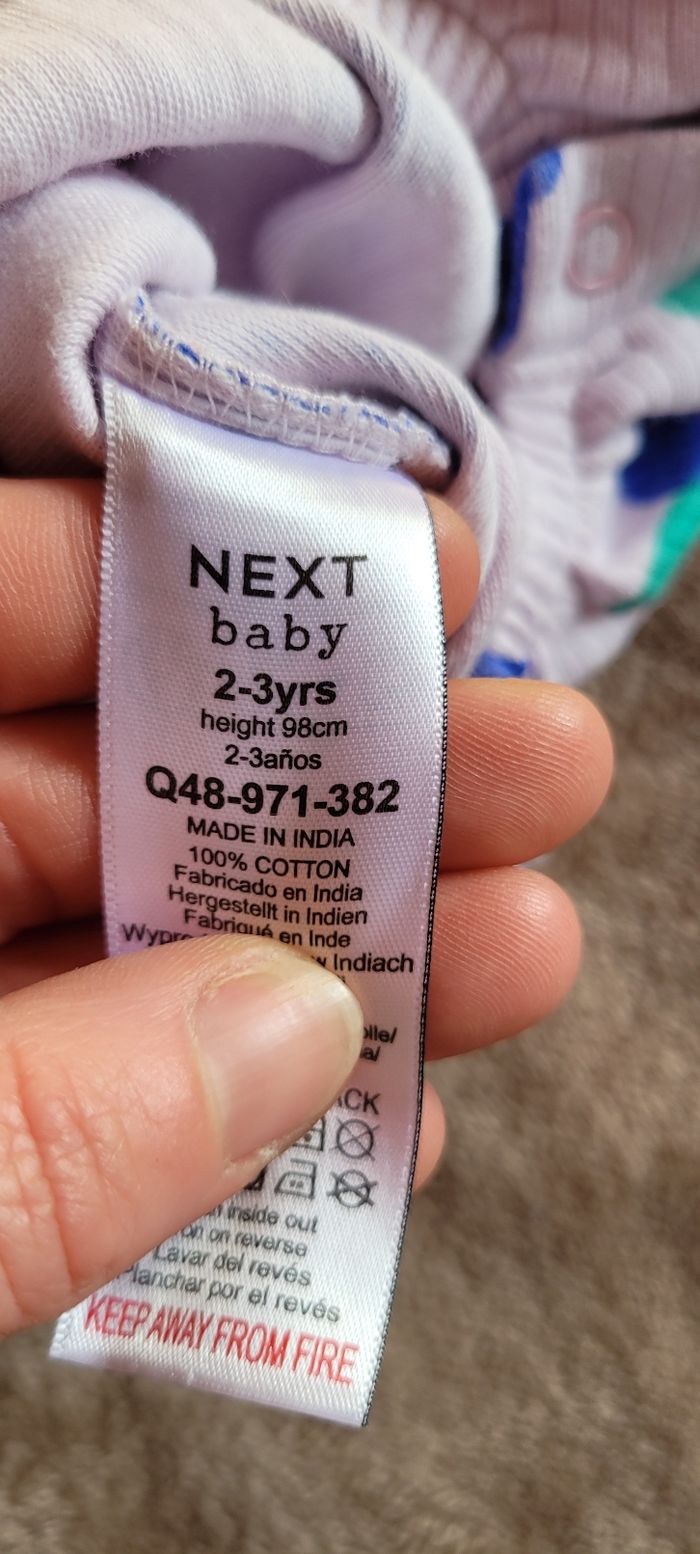 NEXT
baby
2-3yrs
height 98cm
2-3años
Q48-971-382
MADE IN INDIA
100% COTTON
Fabricado en India
Hergestellt in Indien
Fabriqué en Inde
Indiach
inside out
on reverse
Lavar del revés
Planchar por el revés
KEEP AWAY FROM FIRE